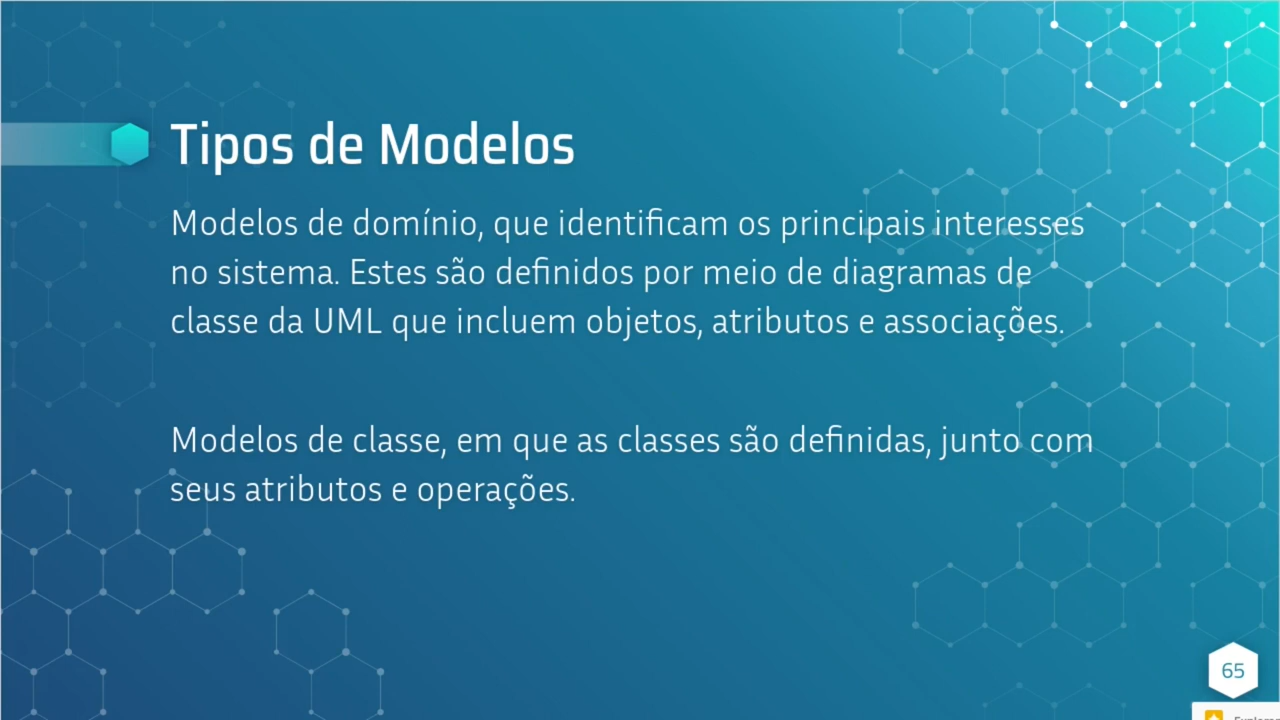 Tipos de Modelos
Modelos de domínio, que identificam os principais interesses
no sistema. Estes são definidos por meio de diagramas de
classe da UML que incluem objetos, atributos e associações.
Modelos de classe, em que as classes são definidas, junto com
seus atributos e operações.
65